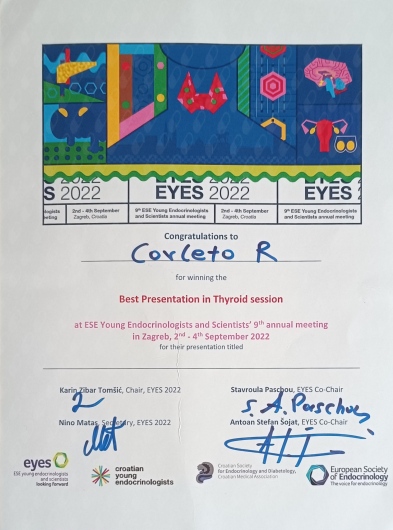 EYES 2022
S 2022
EYES 2022
EYES
2nd - 4th September
Zagreb, Croatia
9th ESE Young Endocrinologists
and Scientists annual meeting
2nd - 4th September
Zagreb, Croatia
9th ESE Young Endocrinologists
and Scientists annual meeting
Congratulations to
Corleto R
for winning the
Best Presentation in Thyroid session
at ESE Young Endocrinologists and Scientists' 9th annual meeting
in Zagreb, 2nd - 4th September 2022
for their presentation titled
Karin Zibar Tomšić, Chair, EYES 2022
Stavroula Paschou, EYES Co-Chair
S. A. Paschou
Nino Matas, Secretary, EYES 2022
Antoan Stefan Šojat, EYES Co-Chair
eyes
ESE young endocrinologists
and scientists
looking forward
croatian
young
endocrinologists
Croatian Society
for Endocrinology and Diabetology,
Croatian Medical Association
European Society
of Endocrinology
The voice for endocrinology